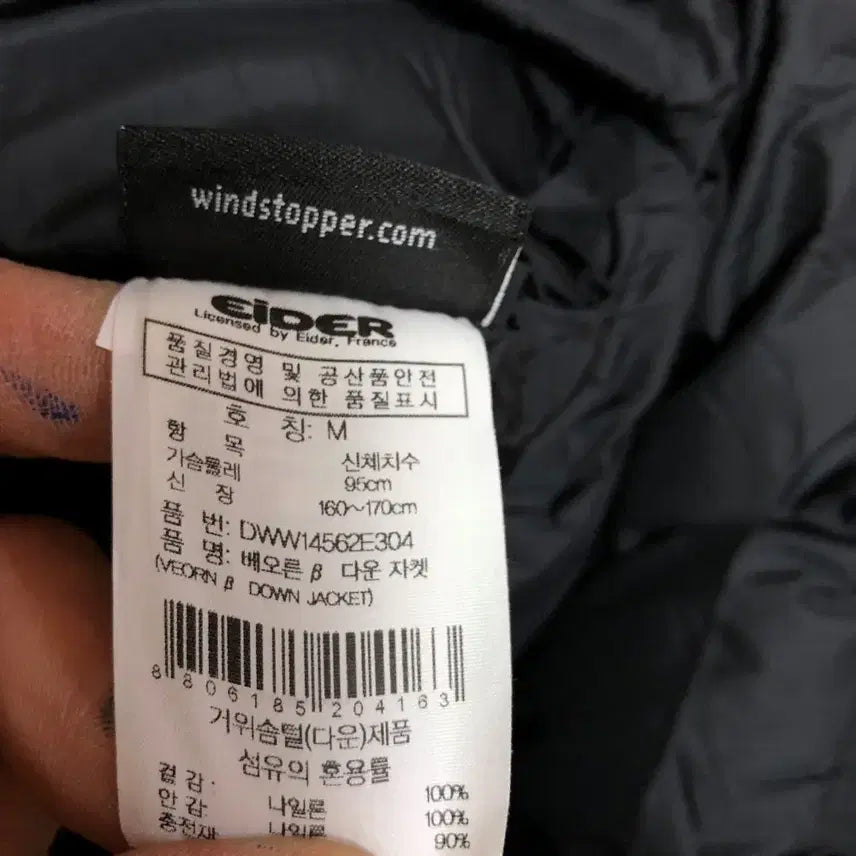 windstopper.com
EIDER
Licensed by Eider, France
품질경영 및 공산품안전
관리법에 의한 품질표시
호 칭: M
항 목 신체치수
가슴둘레 95cm
신 장 160~170cm
품 번: DWW14562E304
품 명: 베오른 β 다운 자켓
(VEORN β DOWN JACKET)
8806185204163
거위솜털(다운)제품
섬유의 혼용률
겉감: 나일론 100%
안감: 나일론 100%
충전재 90%